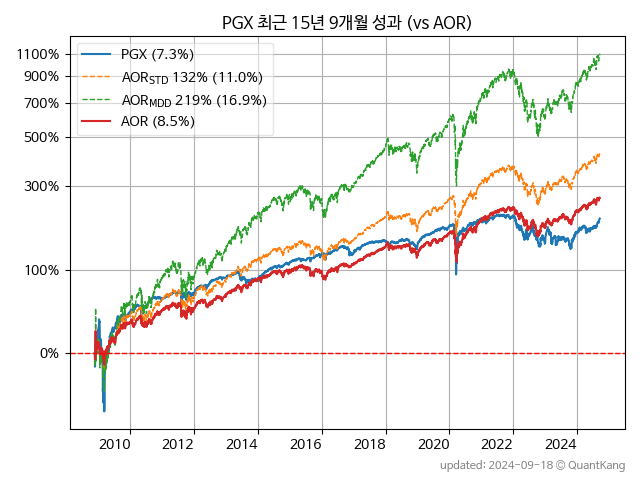 PGX 최근 15년 9개월 성과 (vs AOR)
PGX (7.3%)
AOR_STD 132% (11.0%)
AOR_MDD 219% (16.9%)
AOR (8.5%)
1100%
900%
700%
500%
300%
100%
0%
2010 2012 2014 2016 2018 2020 2022 2024
updated: 2024-09-18 © QuantKang